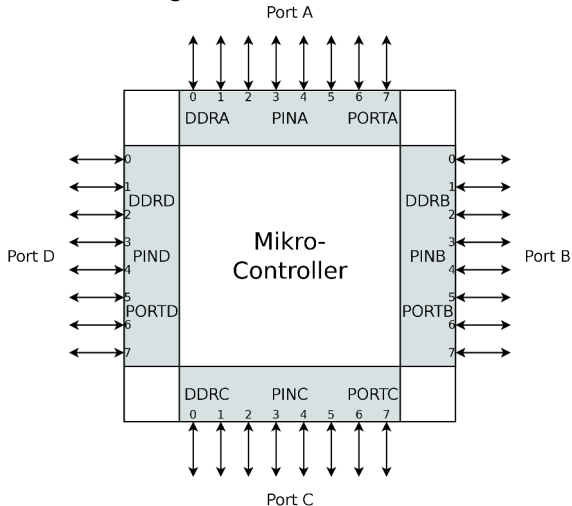 Port A
0 1 2 3 4 5 6 7
DDRA PINA PORTA
Port D
0
1
DDRD
2
3
PIND
4
5
PORTD
6
7
Mikro-
Controller
0
1
DDRB
2
3
PINB
4
5
PORTB
6
7
Port B
DDRC PINC PORTC
0 1 2 3 4 5 6 7
Port C